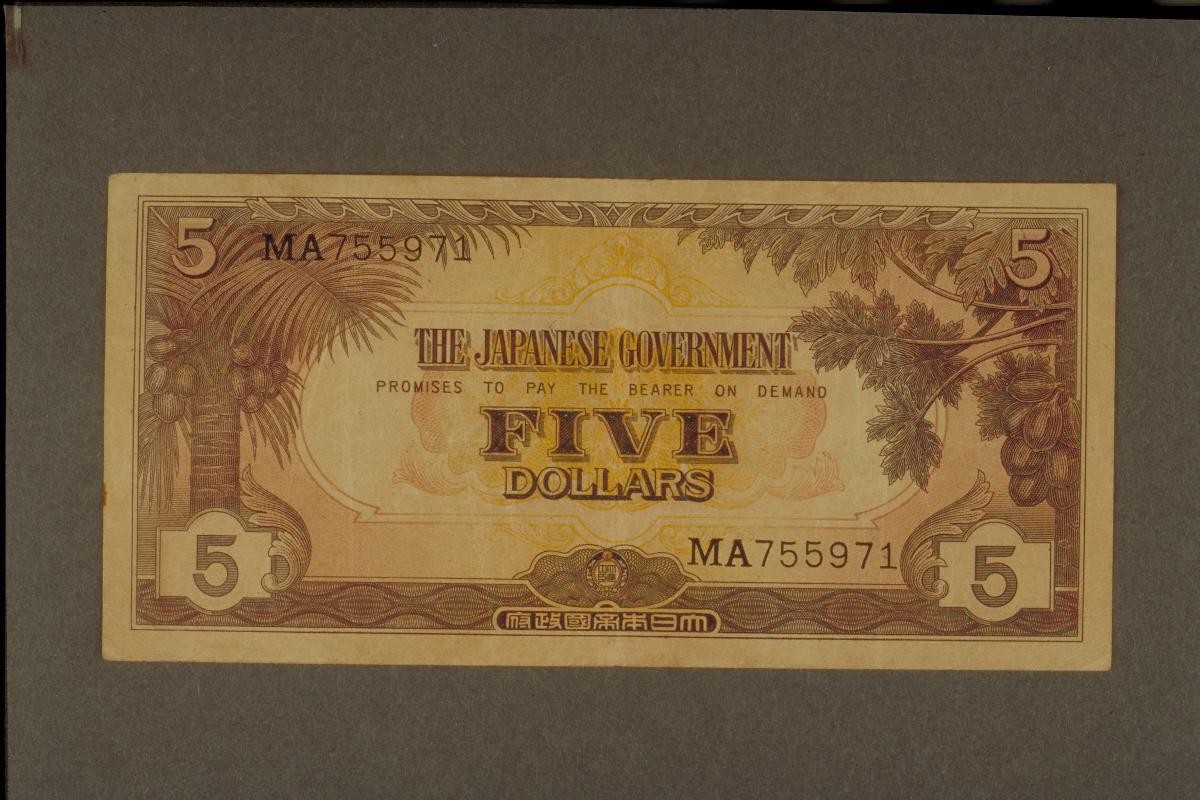 5 MA755971 5
THE JAPANESE GOVERNMENT
PROMISES TO PAY THE BEARER ON DEMAND
FIVE
DOLLARS
MA755971
5 5
府政國帝本日大